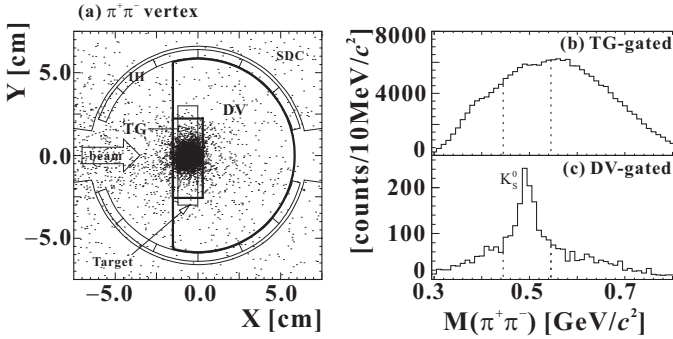 (a) π⁺π⁻ vertex
Y [cm]
5.0
0.0
−5.0
SDC
IH
DV
TG
beam
Target
−5.0 0.0 5.0
X [cm]
[counts/10MeV/c²]
8000
4000
0
(b) TG-gated
200
100
0
(c) DV-gated
K⁰S
0.3 0.5 0.7
M(π⁺π⁻) [GeV/c²]